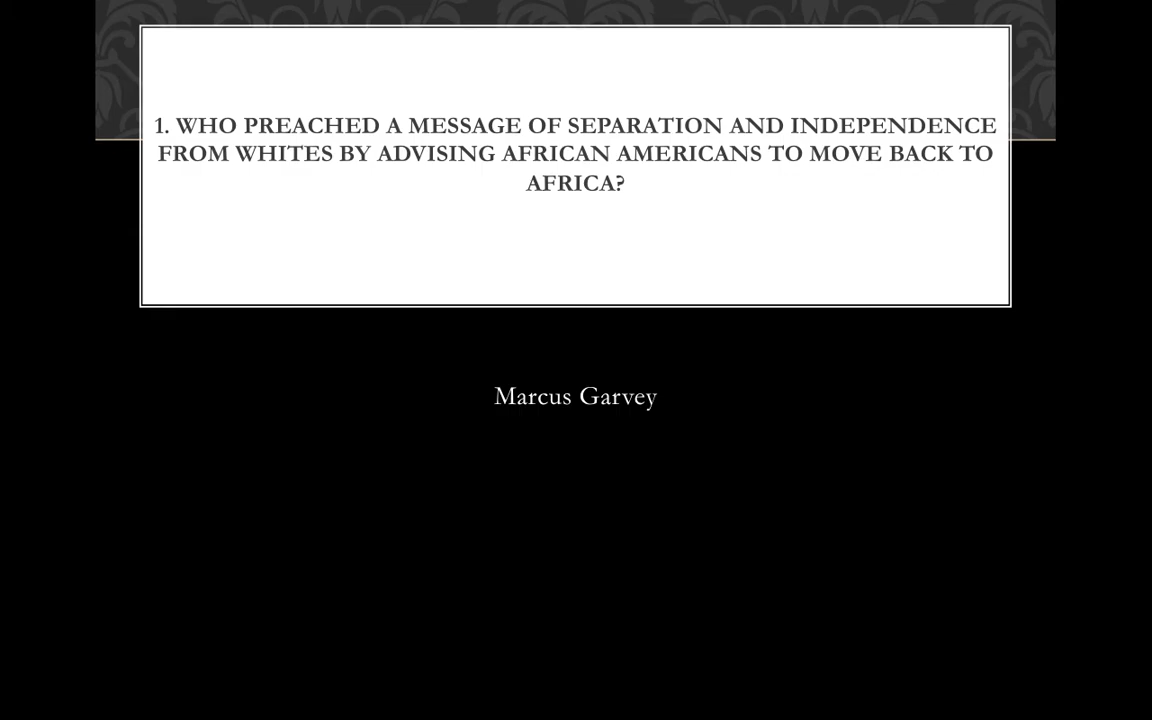 1. WHO PREACHED A MESSAGE OF SEPARATION AND INDEPENDENCE
FROM WHITES BY ADVISING AFRICAN AMERICANS TO MOVE BACK TO
AFRICA?
Marcus Garvey